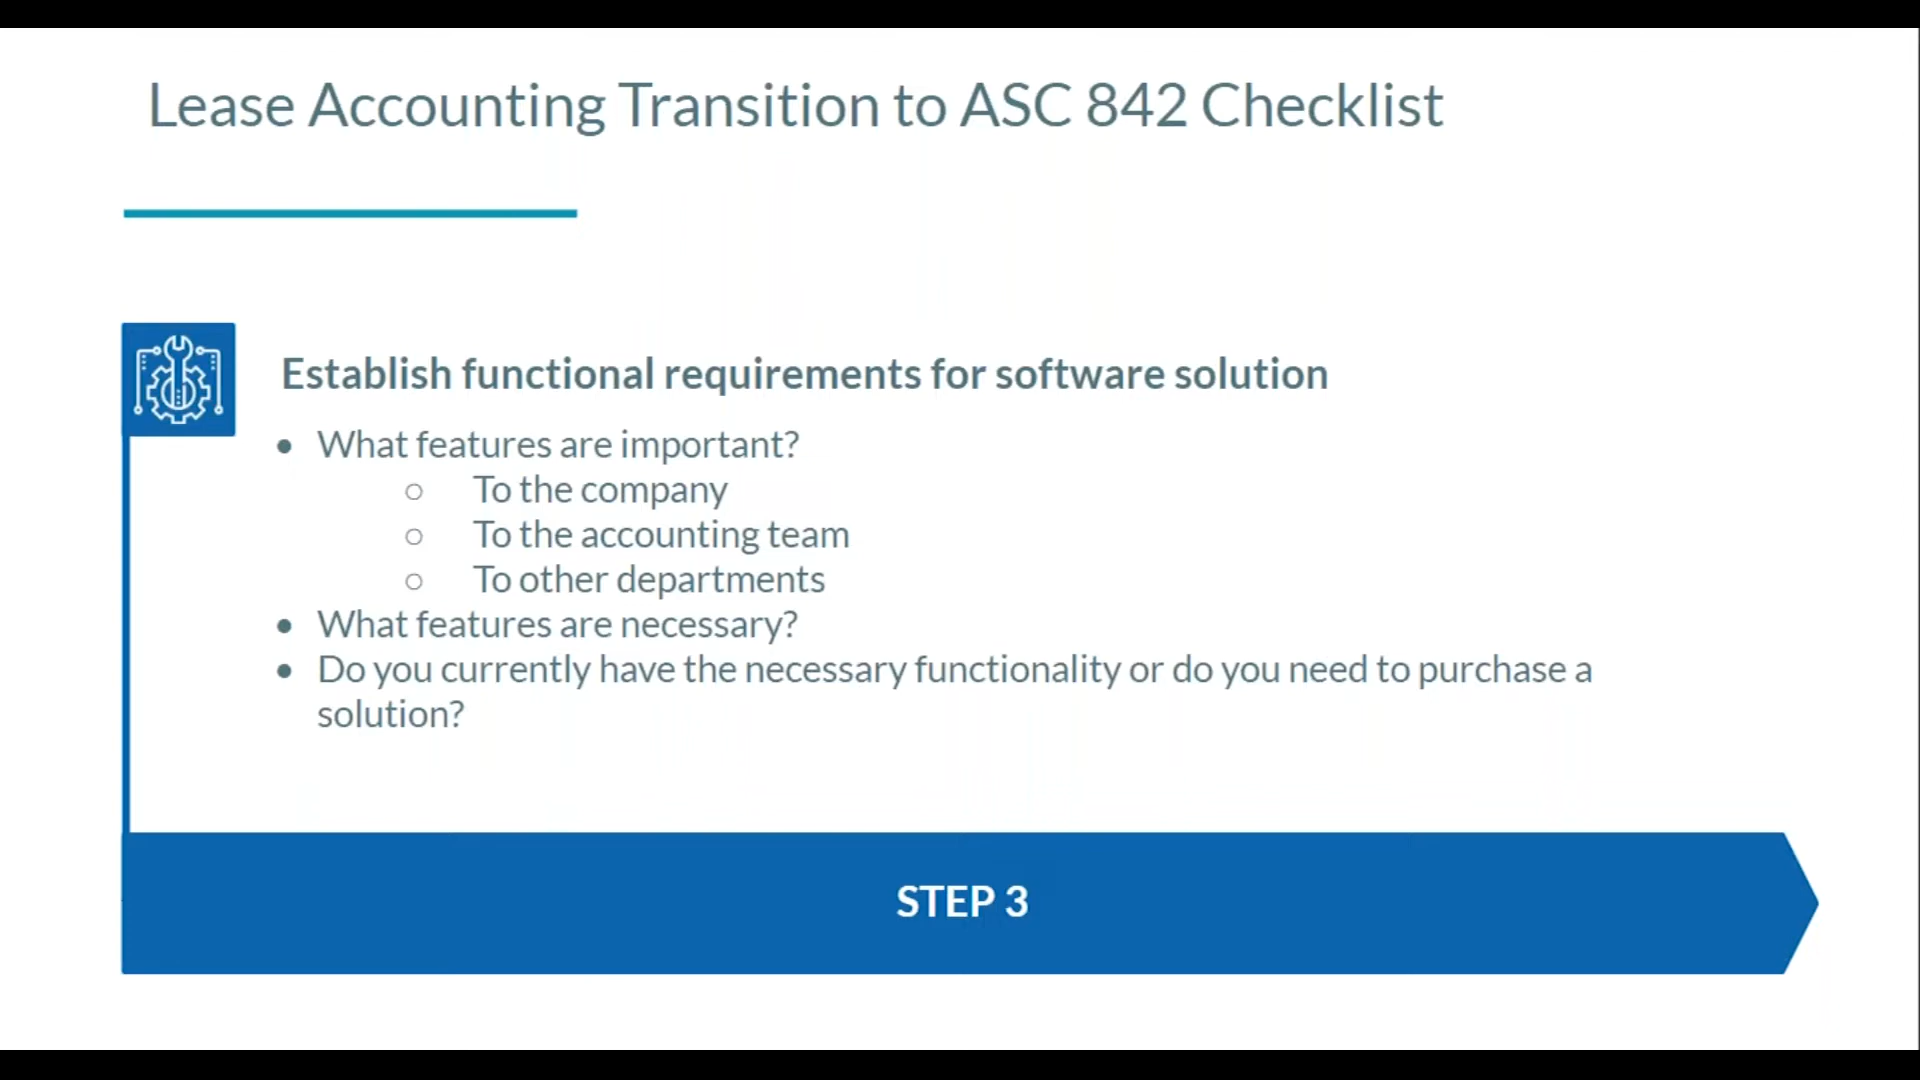 Lease Accounting Transition to ASC 842 Checklist
Establish functional requirements for software solution
● What features are important?
○ To the company
○ To the accounting team
○ To other departments
● What features are necessary?
● Do you currently have the necessary functionality or do you need to purchase a
solution?
STEP 3